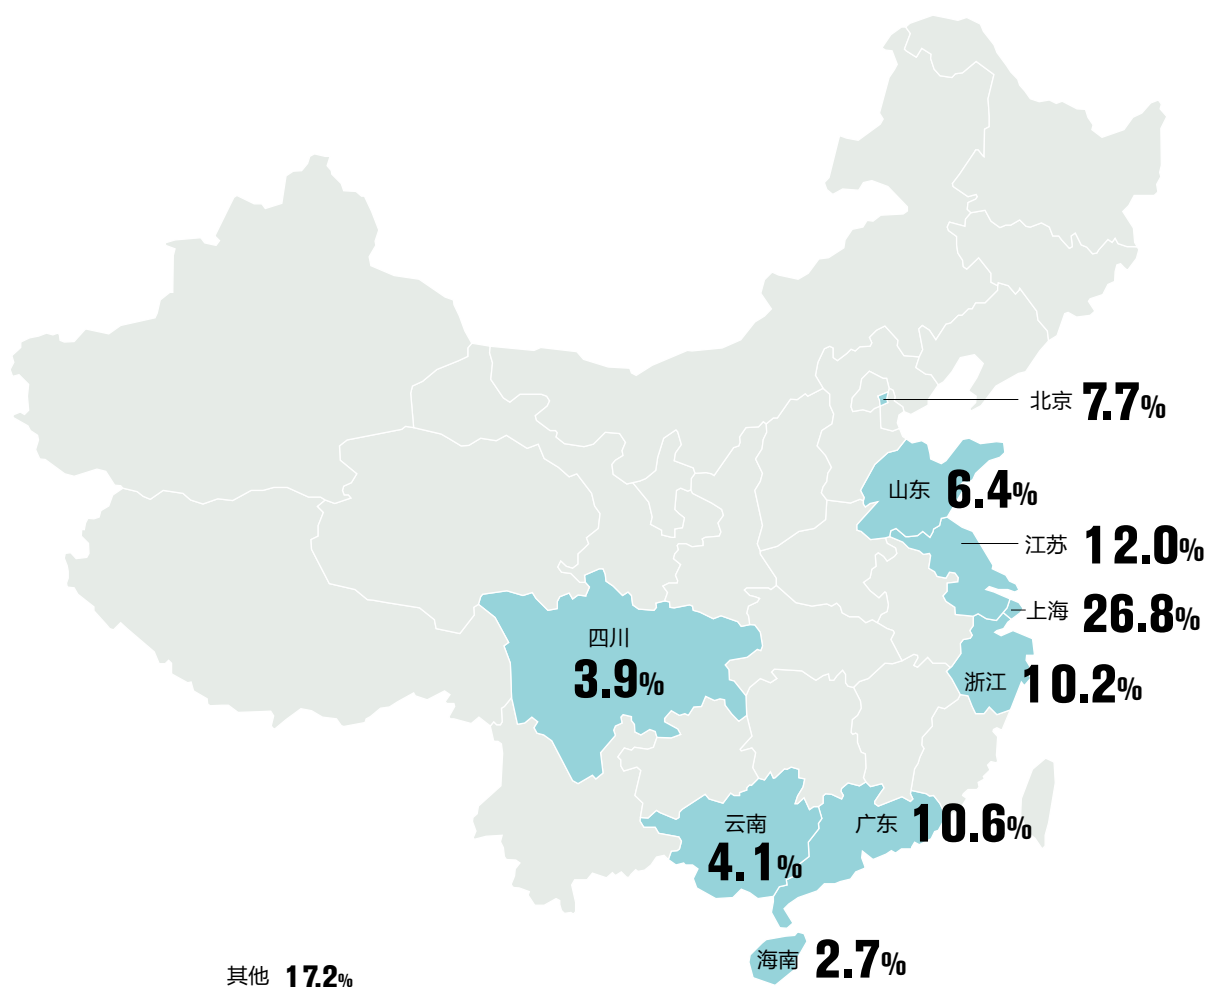 北京 7.7%
山东 6.4%
江苏 12.0%
上海 26.8%
四川
3.9%
浙江 10.2%
云南
4.1%
广东 10.6%
海南 2.7%
其他 17.2%